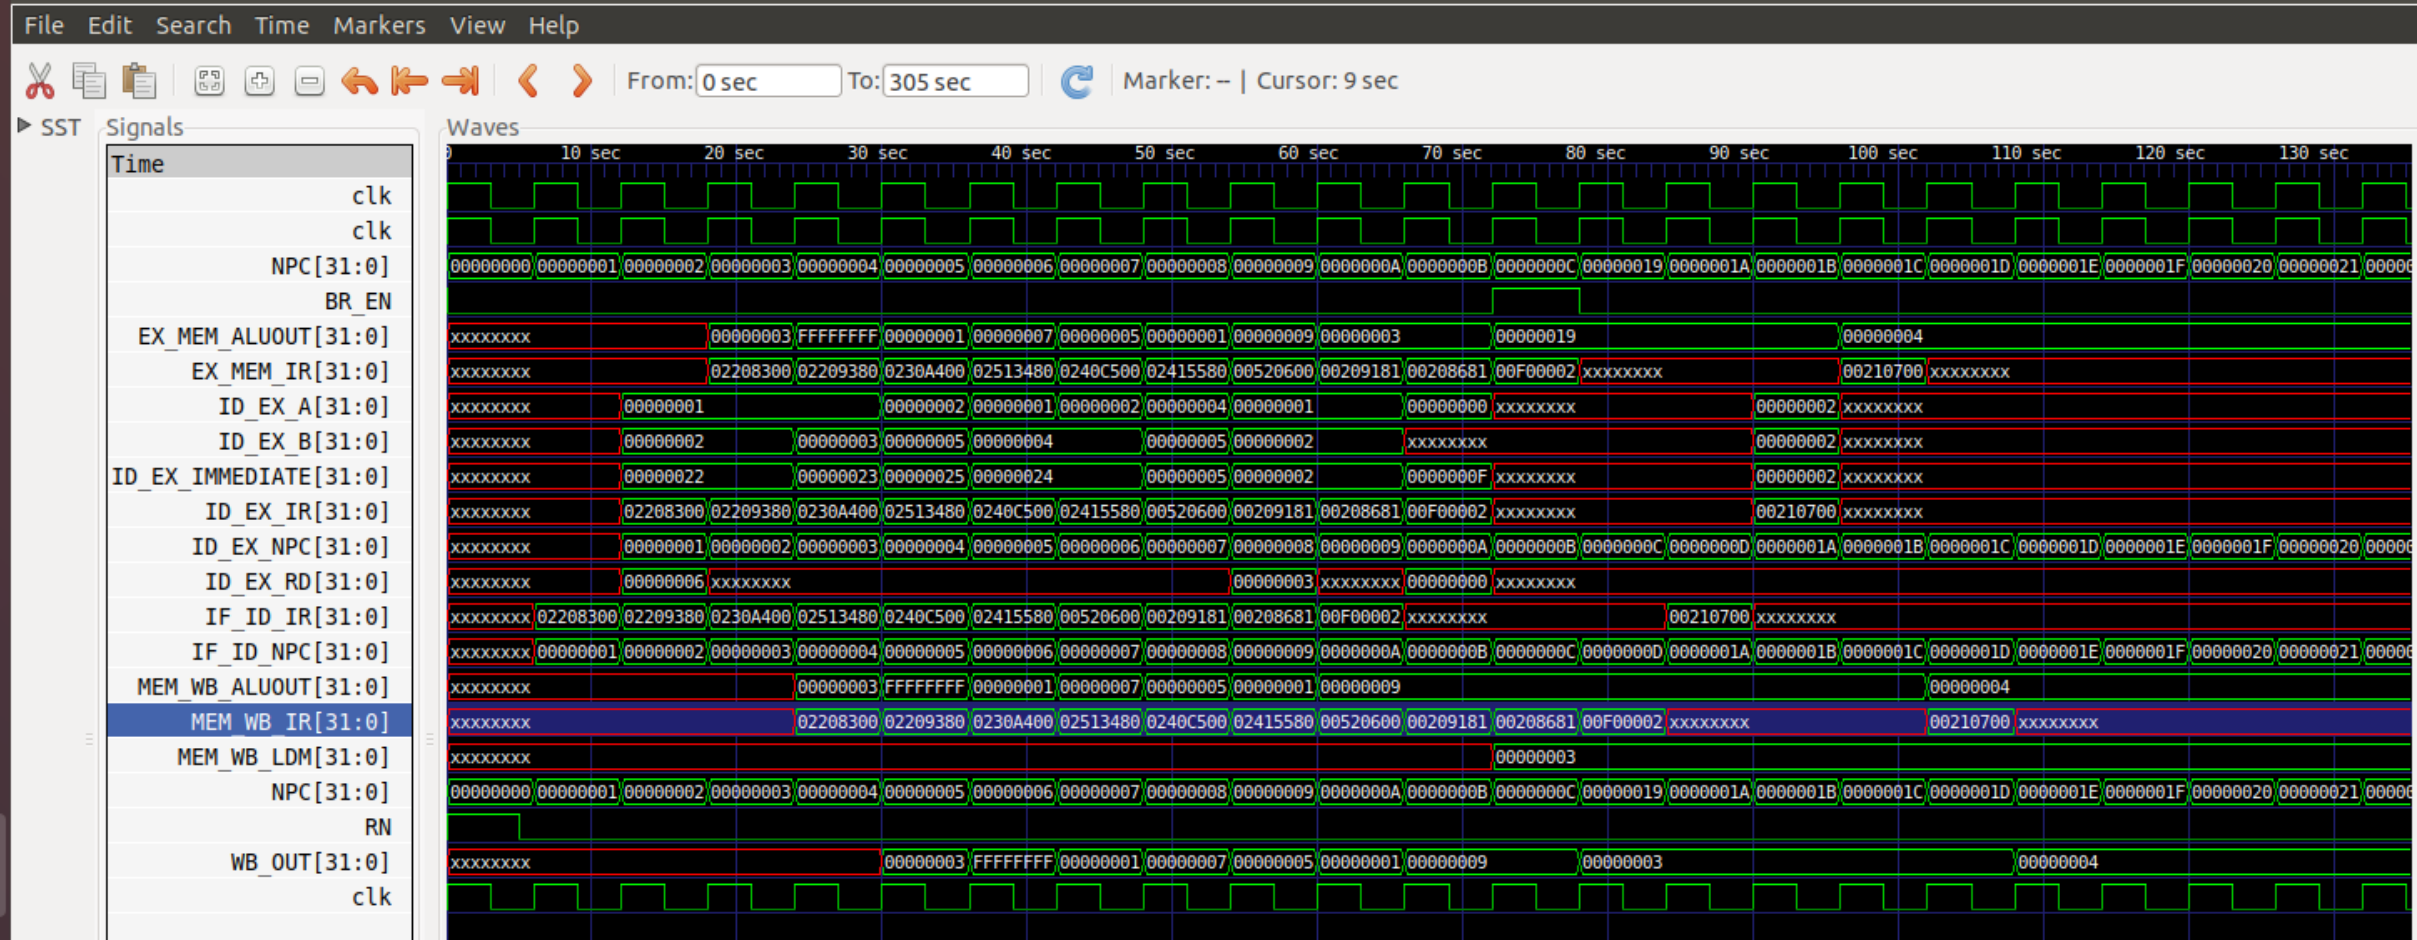 File Edit Search Time Markers View Help
From: 0 sec To: 305 sec Marker: -- | Cursor: 9 sec
SST Signals Waves
Time 0 10 sec 20 sec 30 sec 40 sec 50 sec 60 sec 70 sec 80 sec 90 sec 100 sec 110 sec 120 sec 130 sec
clk
clk
NPC[31:0] 00000000 00000001 00000002 00000003 00000004 00000005 00000006 00000007 00000008 00000009 0000000A 0000000B 0000000C 00000019 0000001A 0000001B 0000001C 0000001D 0000001E 0000001F 00000020 00000021 00000
BR_EN
EX_MEM_ALUOUT[31:0] xxxxxxxx 00000003 FFFFFFFF 00000001 00000007 00000005 00000001 00000009 00000003 00000019 00000004
EX_MEM_IR[31:0] xxxxxxxx 02208300 02209380 0230A400 02513480 0240C500 02415580 00520600 00209181 00208681 00F00002 xxxxxxxx 00210700 xxxxxxxx
ID_EX_A[31:0] xxxxxxxx 00000001 00000002 00000001 00000002 00000004 00000001 00000000 xxxxxxxx 00000002 xxxxxxxx
ID_EX_B[31:0] xxxxxxxx 00000002 00000003 00000005 00000004 00000005 00000002 xxxxxxxx 00000002 xxxxxxxx
ID_EX_IMMEDIATE[31:0] xxxxxxxx 00000022 00000023 00000025 00000024 00000005 00000002 0000000F xxxxxxxx 00000002 xxxxxxxx
ID_EX_IR[31:0] xxxxxxxx 02208300 02209380 0230A400 02513480 0240C500 02415580 00520600 00209181 00208681 00F00002 xxxxxxxx 00210700 xxxxxxxx
ID_EX_NPC[31:0] xxxxxxxx 00000001 00000002 00000003 00000004 00000005 00000006 00000007 00000008 00000009 0000000A 0000000B 0000000C 0000000D 0000001A 0000001B 0000001C 0000001D 0000001E 0000001F 00000020 00000
ID_EX_RD[31:0] xxxxxxxx 00000006 xxxxxxxx 00000003 xxxxxxxx 00000000 xxxxxxxx
IF_ID_IR[31:0] xxxxxxxx 02208300 02209380 0230A400 02513480 0240C500 02415580 00520600 00209181 00208681 00F00002 xxxxxxxx 00210700 xxxxxxxx
IF_ID_NPC[31:0] xxxxxxxx 00000001 00000002 00000003 00000004 00000005 00000006 00000007 00000008 00000009 0000000A 0000000B 0000000C 0000000D 0000001A 0000001B 0000001C 0000001D 0000001E 0000001F 00000020 00000021 00000
MEM_WB_ALUOUT[31:0] xxxxxxxx 00000003 FFFFFFFF 00000001 00000007 00000005 00000001 00000009 00000004
MEM_WB_IR[31:0] xxxxxxxx 02208300 02209380 0230A400 02513480 0240C500 02415580 00520600 00209181 00208681 00F00002 xxxxxxxx 00210700 xxxxxxxx
MEM_WB_LDM[31:0] xxxxxxxx 00000003
NPC[31:0] 00000000 00000001 00000002 00000003 00000004 00000005 00000006 00000007 00000008 00000009 0000000A 0000000B 0000000C 00000019 0000001A 0000001B 0000001C 0000001D 0000001E 0000001F 00000020 00000021 00000
RN
WB_OUT[31:0] xxxxxxxx 00000003 FFFFFFFF 00000001 00000007 00000005 00000001 00000009 00000003 00000004
clk